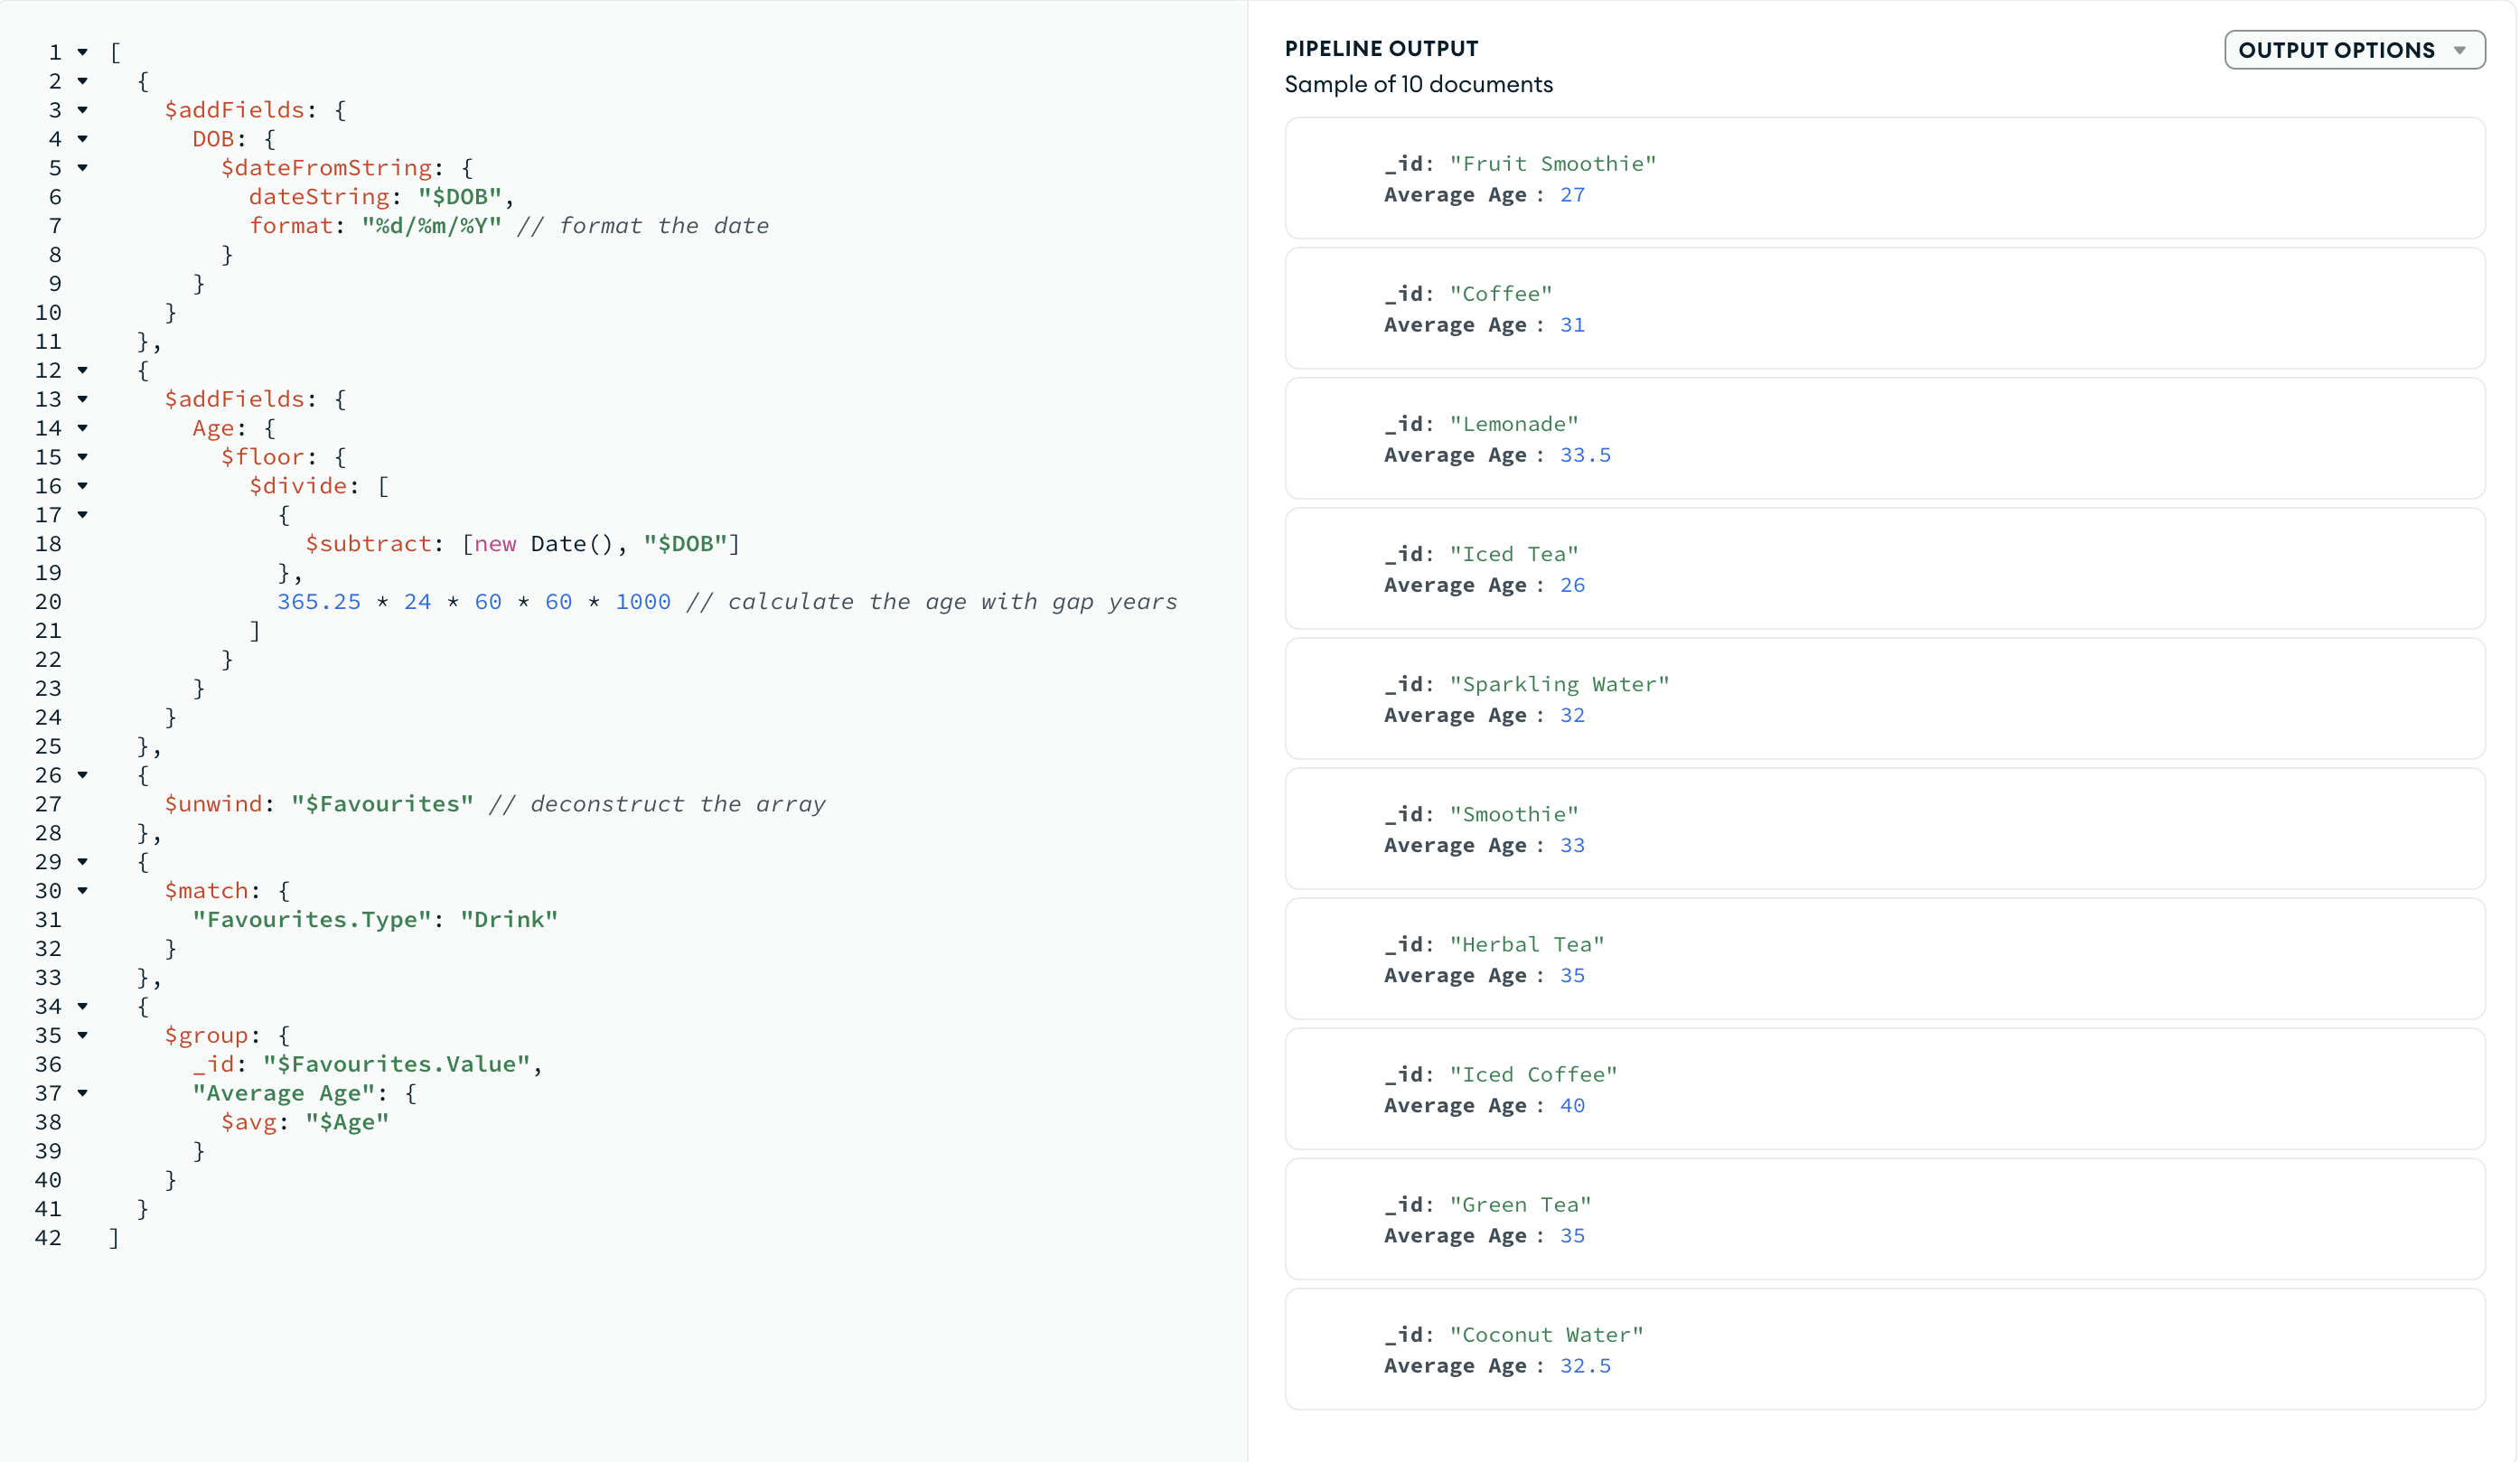 1 [
2 {
3 $addFields: {
4 DOB: {
5 $dateFromString: {
6 dateString: "$DOB",
7 format: "%d/%m/%Y" // format the date
8 }
9 }
10 }
11 },
12 {
13 $addFields: {
14 Age: {
15 $floor: {
16 $divide: [
17 {
18 $subtract: [new Date(), "$DOB"]
19 },
20 365.25 * 24 * 60 * 60 * 1000 // calculate the age with gap years
21 ]
22 }
23 }
24 }
25 },
26 {
27 $unwind: "$Favourites" // deconstruct the array
28 },
29 {
30 $match: {
31 "Favourites.Type": "Drink"
32 }
33 },
34 {
35 $group: {
36 _id: "$Favourites.Value",
37 "Average Age": {
38 $avg: "$Age"
39 }
40 }
41 }
42 ]
PIPELINE OUTPUT
OUTPUT OPTIONS
Sample of 10 documents
_id: "Fruit Smoothie"
Average Age : 27
_id: "Coffee"
Average Age : 31
_id: "Lemonade"
Average Age : 33.5
_id: "Iced Tea"
Average Age : 26
_id: "Sparkling Water"
Average Age : 32
_id: "Smoothie"
Average Age : 33
_id: "Herbal Tea"
Average Age : 35
_id: "Iced Coffee"
Average Age : 40
_id: "Green Tea"
Average Age : 35
_id: "Coconut Water"
Average Age : 32.5